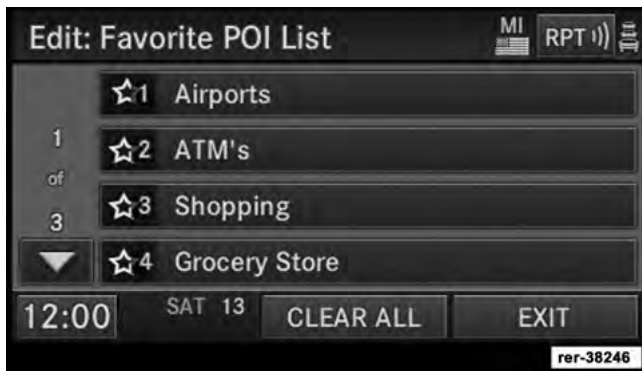 Edit: Favorite POI List MI RPT
1 Airports
2 ATM's
3 Shopping
4 Grocery Store
1
of
3
12:00 SAT 13 CLEAR ALL EXIT
rer-38246